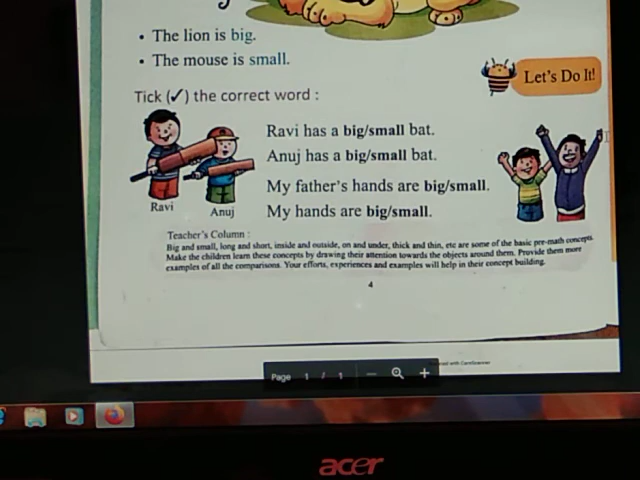 • The lion is big.
• The mouse is small.
Let's Do It!
Tick (✓) the correct word :
Ravi has a big/small bat.
Anuj has a big/small bat.
My father's hands are big/small.
My hands are big/small.
Ravi
Anuj
Teacher's Column :
Big and small, long and short, inside and outside, on and under, thick and thin, etc are some of the basic pre-math concepts.
Make the children learn these concepts by drawing their attention towards the objects around them. Provide them more
examples of all the comparisons. Your efforts, experiences and examples will help in their concept building.
4
with CamScanner
Page 1 / 1 — +
acer